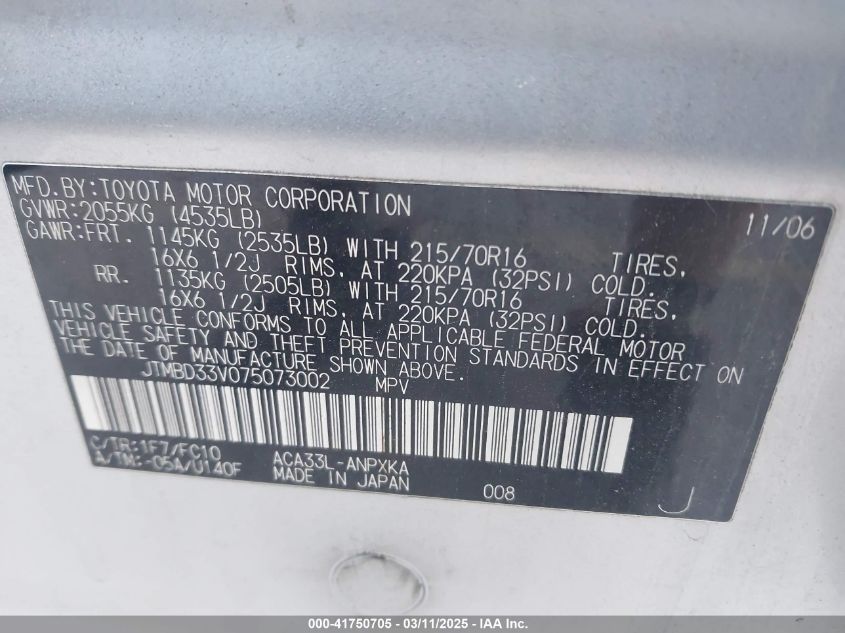 MFD.BY:TOYOTA MOTOR CORPORATION 11/06
GVWR:2055KG (4535LB)
GAWR:FRT. 1145KG (2535LB) WITH 215/70R16 TIRES,
16X6 1/2J RIMS, AT 220KPA (32PSI) COLD.
RR. 1135KG (2505LB) WITH 215/70R16 TIRES,
16X6 1/2J RIMS, AT 220KPA (32PSI) COLD.
THIS VEHICLE CONFORMS TO ALL APPLICABLE FEDERAL MOTOR
VEHICLE SAFETY AND THEFT PREVENTION STANDARDS IN EFFECT ON
THE DATE OF MANUFACTURE SHOWN ABOVE.
JTMBD33V075073002 MPV
C/TR:1F7/FC10 ACA33L-ANPXKA
A/TM:-05A/U140F MADE IN JAPAN 008 J
000-41750705 - 03/11/2025 - IAA Inc.